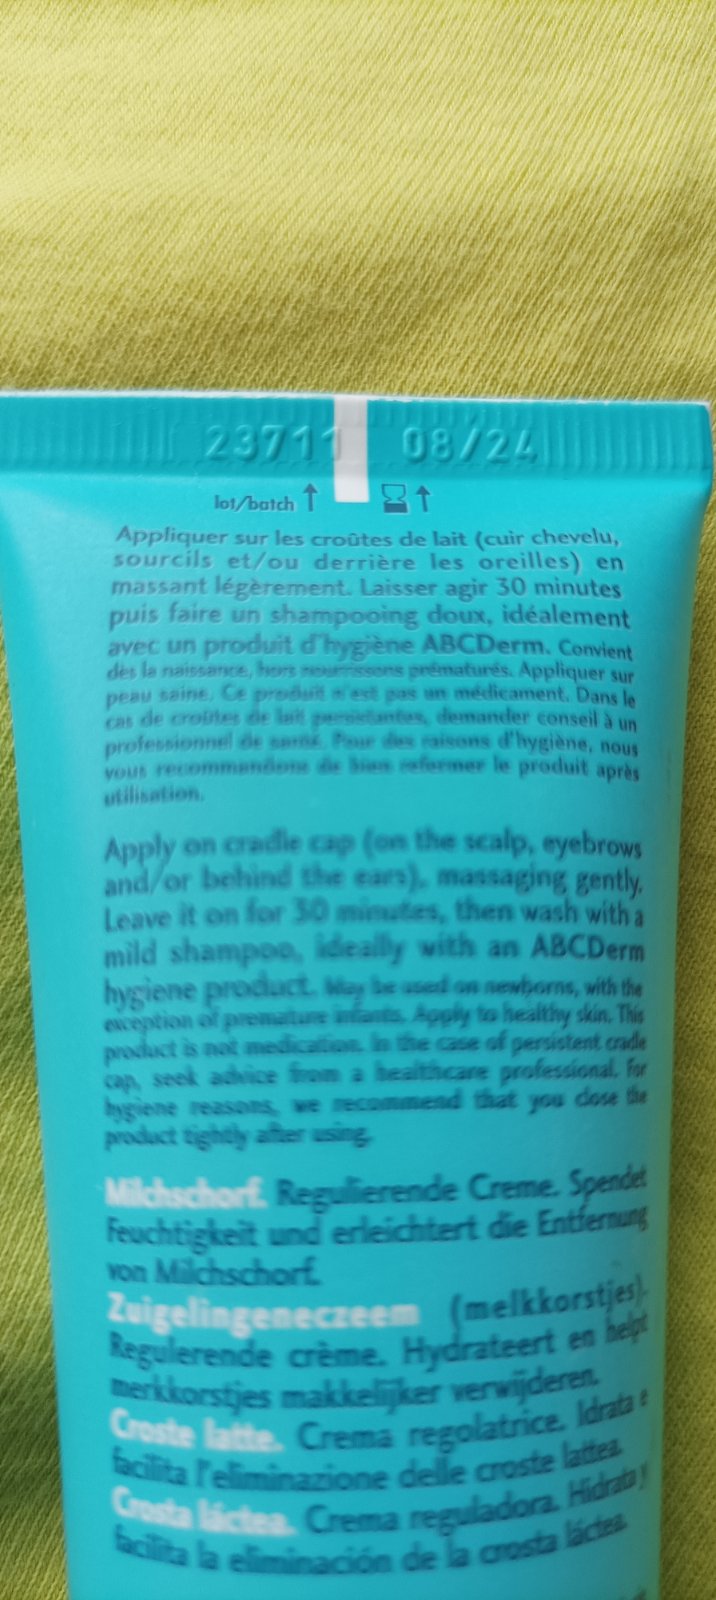 23711 08/24
lot/batch ↑ ⌛ ↑
Appliquer sur les croûtes de lait (cuir chevelu,
sourcils et/ou derrière les oreilles) en
massant légèrement. Laisser agir 30 minutes
puis faire un shampooing doux, idéalement
avec un produit d'hygiène ABCDerm. Convient
dès la naissance, hors nourrissons prématurés. Appliquer sur
peau saine. Ce produit n'est pas un médicament. Dans le
cas de croûtes de lait persistantes, demander conseil à un
professionnel de santé. Pour des raisons d'hygiène, nous
vous recommandons de bien refermer le produit après
utilisation.
Apply on cradle cap (on the scalp, eyebrows
and/or behind the ears), massaging gently.
Leave it on for 30 minutes, then wash with a
mild shampoo, ideally with an ABCDerm
hygiene product. May be used on newborns, with the
exception of premature infants. Apply to healthy skin. This
product is not medication. In the case of persistent cradle
cap, seek advice from a healthcare professional. For
hygiene reasons, we recommend that you close the
product tightly after using.
Milchschorf. Regulierende Creme. Spendet
Feuchtigkeit und erleichtert die Entfernung
von Milchschorf.
Zuigelingeneczeem (melkkorstjes).
Regulerende crème. Hydrateert en helpt
merkkorstjes makkelijker verwijderen.
Croste latte. Crema regolatrice. Idrata e
facilita l'eliminazione delle croste lattea.
Crosta láctea. Crema reguladora. Hidrata y
facilita la eliminación de la crosta láctea.